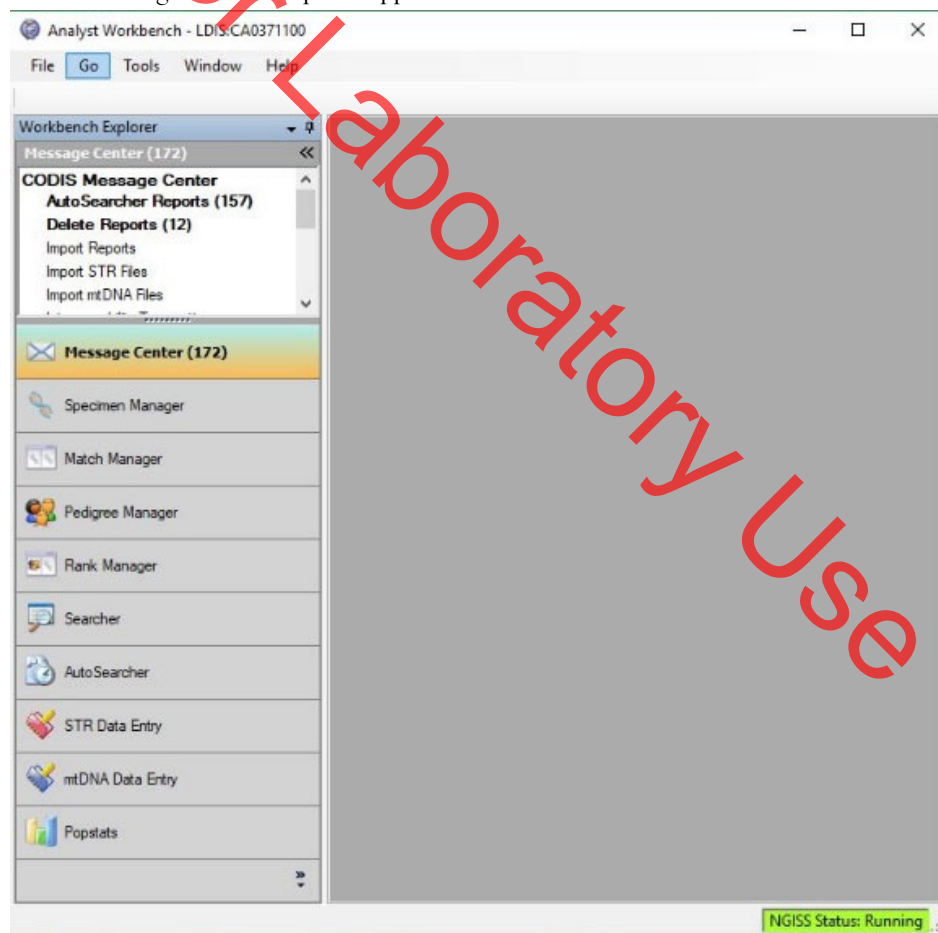 Analyst Workbench - LDIS:CA0371100
File Go Tools Window Help
Workbench Explorer
Message Center (172)
CODIS Message Center
AutoSearcher Reports (157)
Delete Reports (12)
Import Reports
Import STR Files
Import mtDNA Files
Message Center (172)
Specimen Manager
Match Manager
Pedigree Manager
Rank Manager
Searcher
AutoSearcher
STR Data Entry
mtDNA Data Entry
Popstats
NGISS Status: Running
Laboratory Use